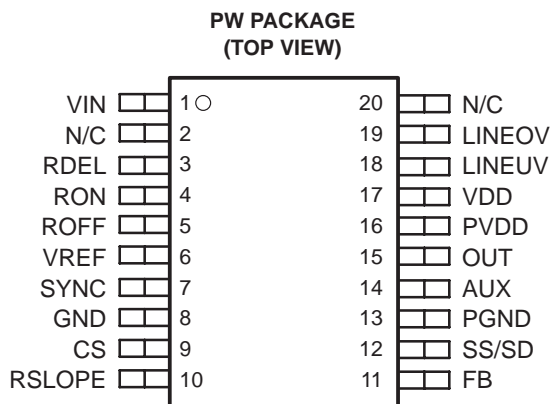 PW PACKAGE
(TOP VIEW)
VIN 1 20 N/C
N/C 2 19 LINEOV
RDEL 3 18 LINEUV
RON 4 17 VDD
ROFF 5 16 PVDD
VREF 6 15 OUT
SYNC 7 14 AUX
GND 8 13 PGND
CS 9 12 SS/SD
RSLOPE 10 11 FB